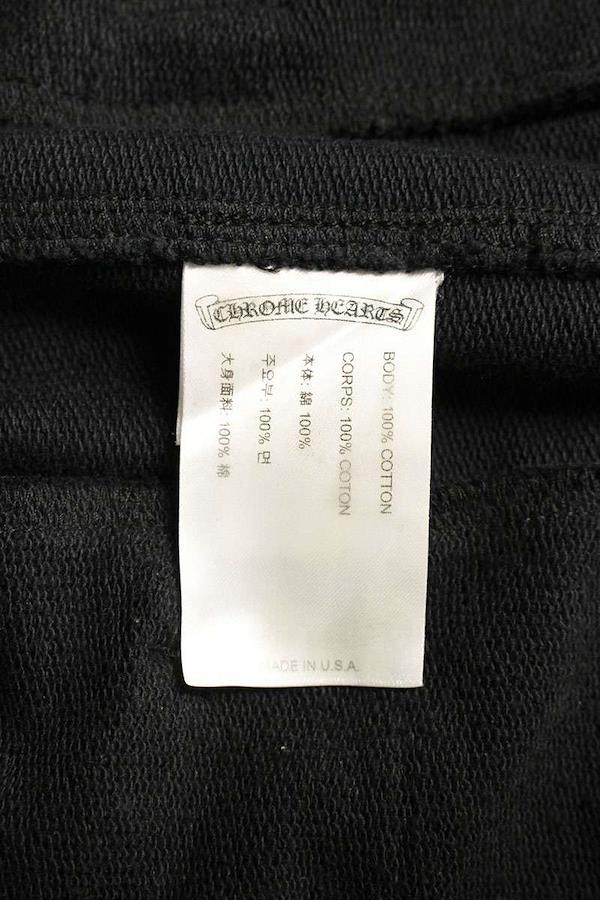 CHROME HEARTS
BODY: 100% COTTON
CORPS: 100% COTON
本体: 綿 100%
주요부: 100% 면
大身面料: 100% 棉
MADE IN U.S.A.